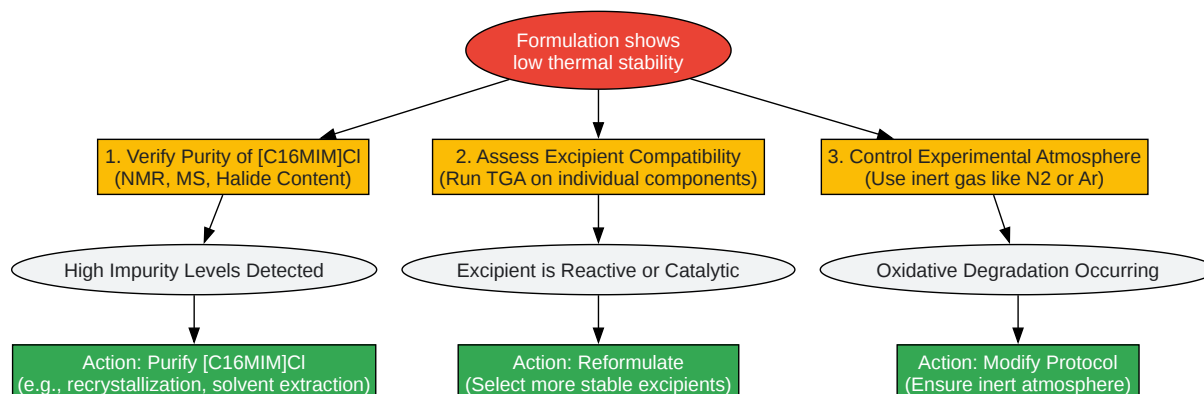 Formulation shows
low thermal stability
1. Verify Purity of [C16MIM]Cl
(NMR, MS, Halide Content)
2. Assess Excipient Compatibility
(Run TGA on individual components)
3. Control Experimental Atmosphere
(Use inert gas like N2 or Ar)
High Impurity Levels Detected
Excipient is Reactive or Catalytic
Oxidative Degradation Occurring
Action: Purify [C16MIM]Cl
(e.g., recrystallization, solvent extraction)
Action: Reformulate
(Select more stable excipients)
Action: Modify Protocol
(Ensure inert atmosphere)